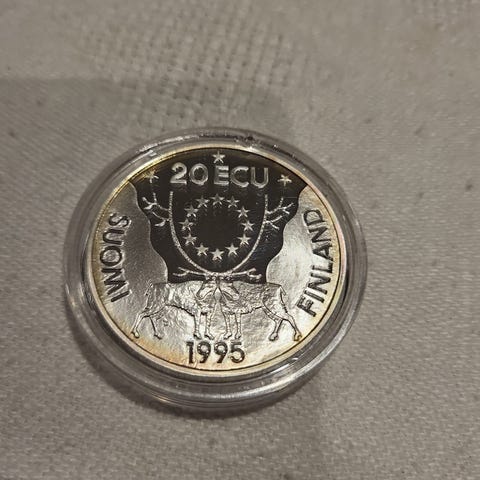 20 ECU
SUOMI
FINLAND
1995